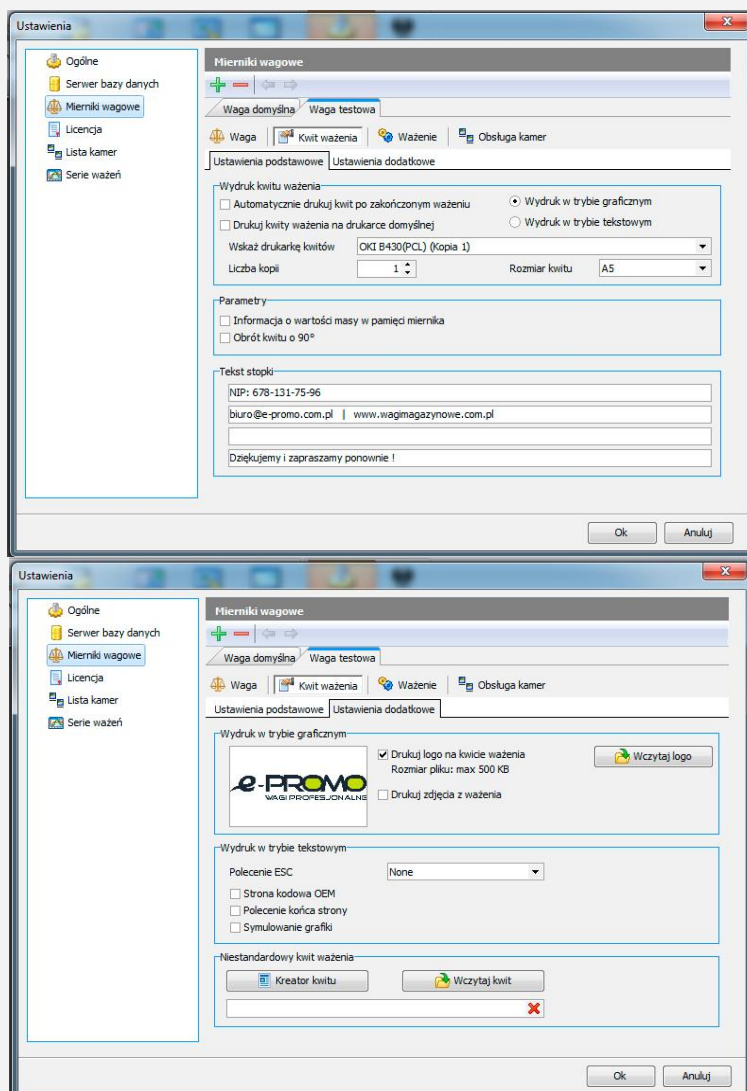 Ustawienia
Ogólne
Serwer bazy danych
Mierniki wagowe
Licencja
Lista kamer
Serie ważeń
Mierniki wagowe
Waga domyślna Waga testowa
Waga Kwit ważenia Ważenie Obsługa kamer
Ustawienia podstawowe Ustawienia dodatkowe
Wydruk kwitu ważenia
Automatycznie drukuj kwit po zakończonym ważeniu Wydruk w trybie graficznym
Drukuj kwity ważenia na drukarce domyślnej Wydruk w trybie tekstowym
Wskaż drukarkę kwitów OKI B430(PCL) (Kopia 1)
Liczba kopii 1 Rozmiar kwitu A5
Parametry
Informacja o wartości masy w pamięci miernika
Obrót kwitu o 90°
Tekst stopki
NIP: 678-131-75-96
biuro@e-promo.com.pl | www.wagimagazynowe.com.pl
Dziękujemy i zapraszamy ponownie !
Ok Anuluj
Ustawienia
Ogólne
Serwer bazy danych
Mierniki wagowe
Licencja
Lista kamer
Serie ważeń
Mierniki wagowe
Waga domyślna Waga testowa
Waga Kwit ważenia Ważenie Obsługa kamer
Ustawienia podstawowe Ustawienia dodatkowe
Wydruk w trybie graficznym
e-PROMO
WAGI PROFESJONALNE
Drukuj logo na kwicie ważenia Wczytaj logo
Rozmiar pliku: max 500 KB
Drukuj zdjęcia z ważenia
Wydruk w trybie tekstowym
Polecenie ESC None
Strona kodowa OEM
Polecenie końca strony
Symulowanie grafiki
Niestandardowy kwit ważenia
Kreator kwitu Wczytaj kwit
Ok Anuluj